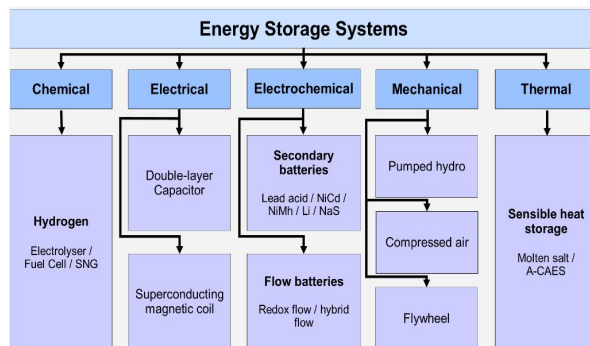 Energy Storage Systems
Chemical
Electrical
Electrochemical
Mechanical
Thermal
Hydrogen
Electrolyser /
Fuel Cell / SNG
Double-layer
Capacitor
Superconducting
magnetic coil
Secondary
batteries
Lead acid / NiCd /
NiMh / Li / NaS
Flow batteries
Redox flow / hybrid
flow
Pumped hydro
Compressed air
Flywheel
Sensible heat
storage
Molten salt /
A-CAES